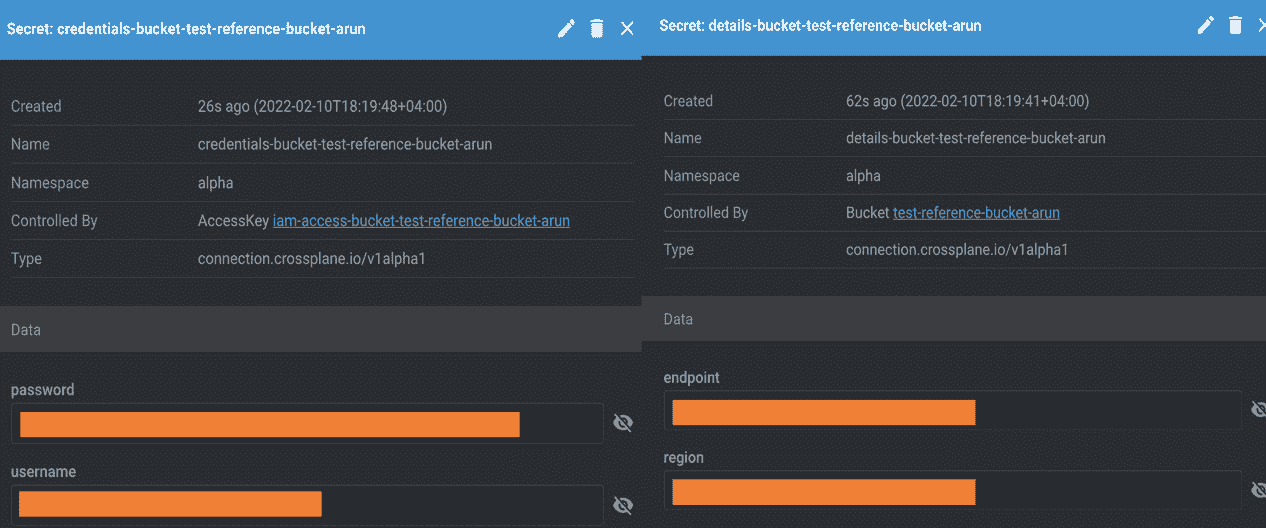 Secret: credentials-bucket-test-reference-bucket-arun
Created 26s ago (2022-02-10T18:19:48+04:00)
Name credentials-bucket-test-reference-bucket-arun
Namespace alpha
Controlled By AccessKey iam-access-bucket-test-reference-bucket-arun
Type connection.crossplane.io/v1alpha1
Data
password
username
Secret: details-bucket-test-reference-bucket-arun
Created 62s ago (2022-02-10T18:19:41+04:00)
Name details-bucket-test-reference-bucket-arun
Namespace alpha
Controlled By Bucket test-reference-bucket-arun
Type connection.crossplane.io/v1alpha1
Data
endpoint
region